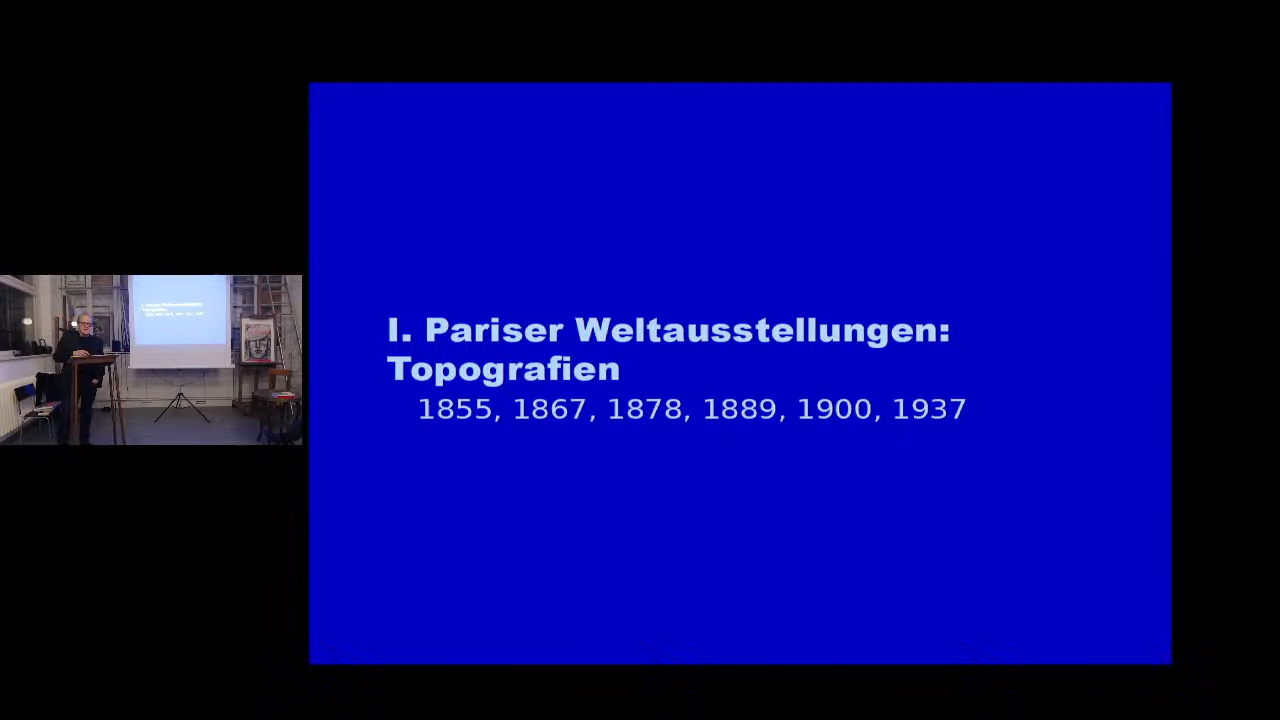 I. Pariser Weltausstellungen:
Topografien
1855, 1867, 1878, 1889, 1900, 1937